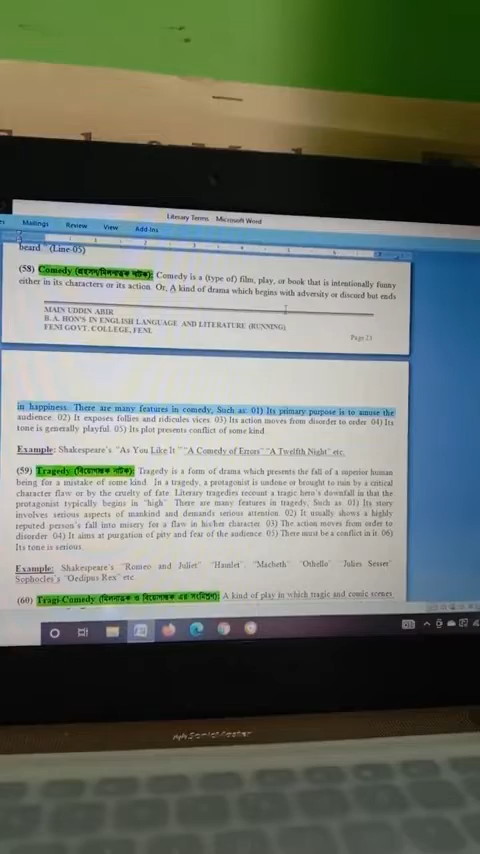 Literary Terms - Microsoft Word
Mailings Review View Add-Ins
beard" (Line-05)
(58) Comedy (প্রহসন/মিলনাত্মক নাটক): Comedy is a (type of) film, play, or book that is intentionally funny
either in its characters or its action. Or, A kind of drama which begins with adversity or discord but ends
MAIN UDDIN ABIR
B.A. HON'S IN ENGLISH LANGUAGE AND LITERATURE (RUNNING)
FENI GOVT. COLLEGE, FENI.
Page 23
in happiness. There are many features in comedy, Such as: 01) Its primary purpose is to amuse the
audience. 02) It exposes follies and ridicules vices. 03) Its action moves from disorder to order. 04) Its
tone is generally playful. 05) Its plot presents conflict of some kind.
Example: Shakespeare's "As You Like It" "A Comedy of Errors" "A Twelfth Night" etc.
(59) Tragedy (বিয়োগাত্মক নাটক): Tragedy is a form of drama which presents the fall of a superior human
being for a mistake of some kind. In a tragedy, a protagonist is undone or brought to ruin by a critical
character flaw or by the cruelty of fate. Literary tragedies recount a tragic hero's downfall in that the
protagonist typically begins in "high". There are many features in tragedy, Such as: 01) Its story
involves serious aspects of mankind and demands serious attention. 02) It usually shows a highly
reputed person's fall into misery for a flaw in his/her character. 03) The action moves from order to
disorder. 04) It aims at purgation of pity and fear of the audience. 05) There must be a conflict in it. 06)
Its tone is serious.
Example: Shakespeare's "Romeo and Juliet" "Hamlet" "Macbeth" "Othello" "Julies Sesser"
Sophocles's "Oedipus Rex" etc.
(60) Tragi-Comedy (মিলনাত্মক ও বিয়োগাত্মক এর সংমিশ্রণ): A kind of play in which tragic and comic scenes